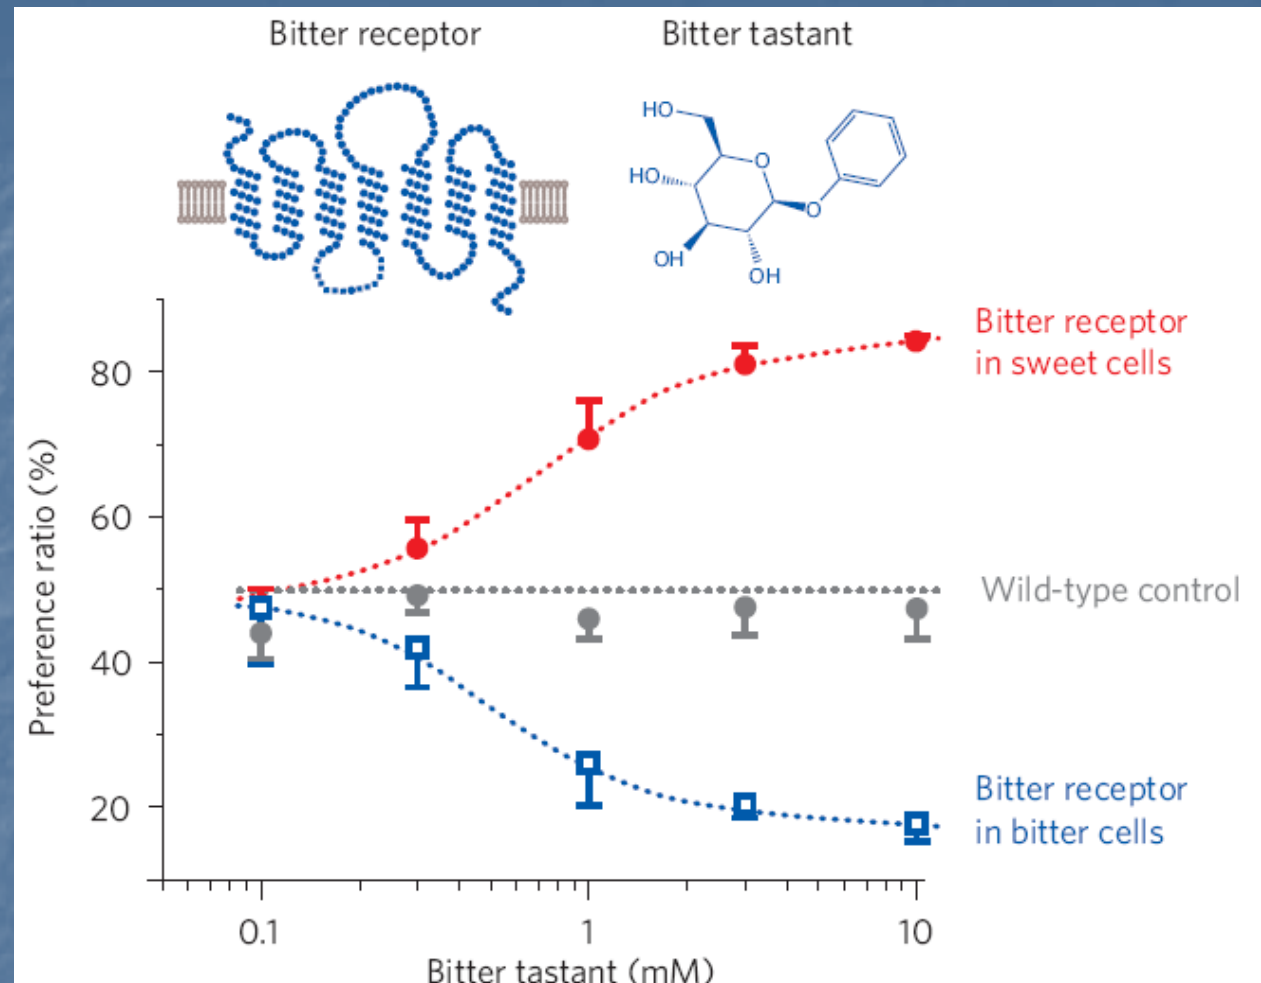 Bitter receptor
Bitter tastant
HO
HO
O
O
OH
OH
Bitter receptor
in sweet cells
80
60
Wild-type control
40
Bitter receptor
in bitter cells
20
Preference ratio (%)
0.1
1
10
Bitter tastant (mM)